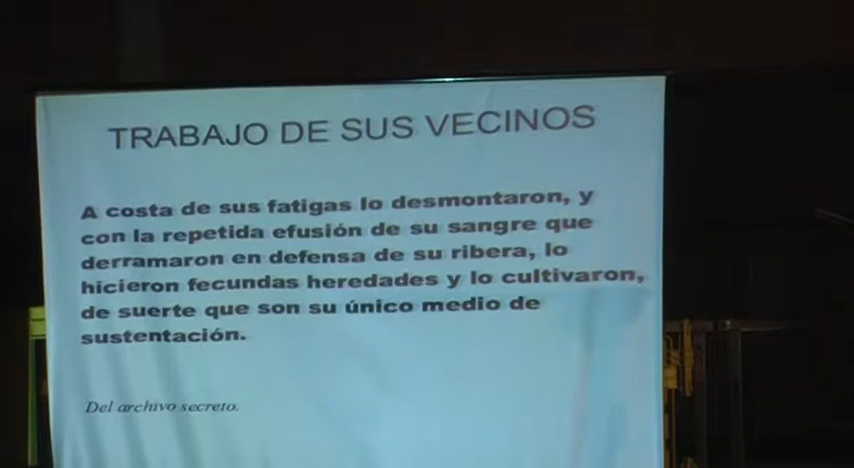 TRABAJO DE SUS VECINOS
A costa de sus fatigas lo desmontaron, y
con la repetida efusión de su sangre que
derramaron en defensa de su ribera, lo
hicieron fecundas heredades y lo cultivaron,
de suerte que son su único medio de
sustentación.
Del archivo secreto.